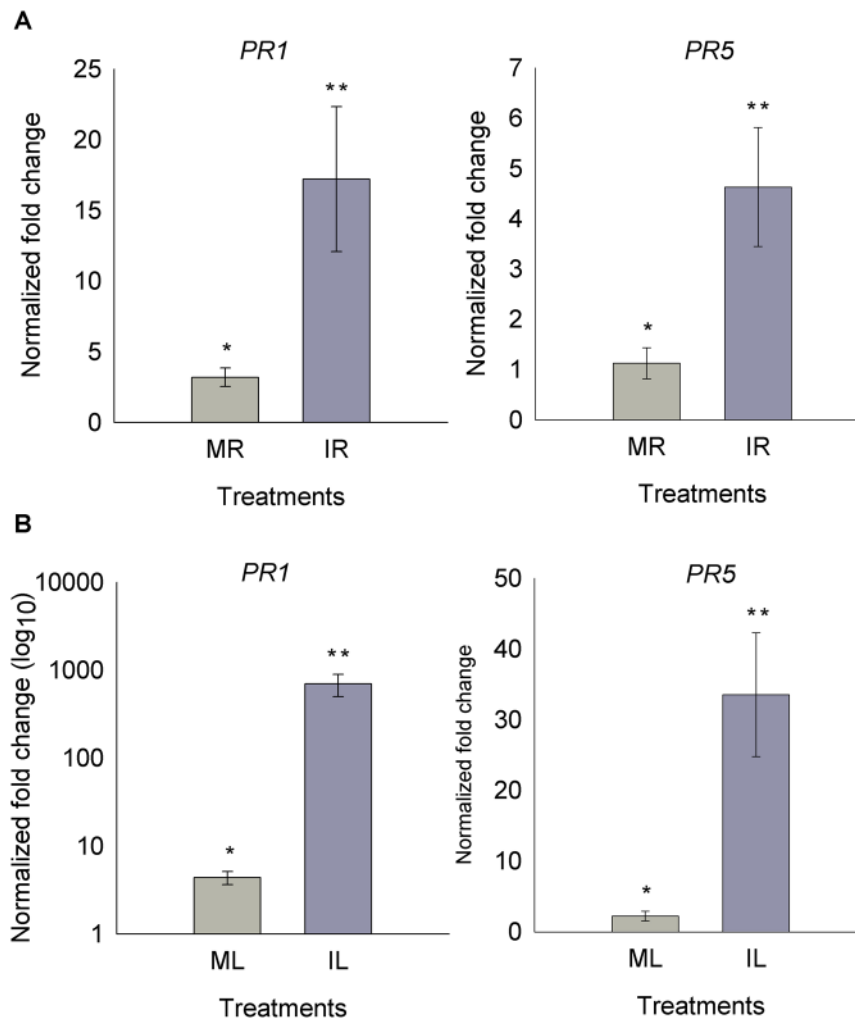 A
PR1
PR5
Normalized fold change
25
20
15
10
5
0
*
**
MR
IR
Treatments
Normalized fold change
7
6
5
4
3
2
1
0
*
**
MR
IR
Treatments
B
PR1
PR5
Normalized fold change (log10)
10000
1000
100
10
1
*
**
ML
IL
Treatments
Normalized fold change
50
40
30
20
10
0
*
**
ML
IL
Treatments